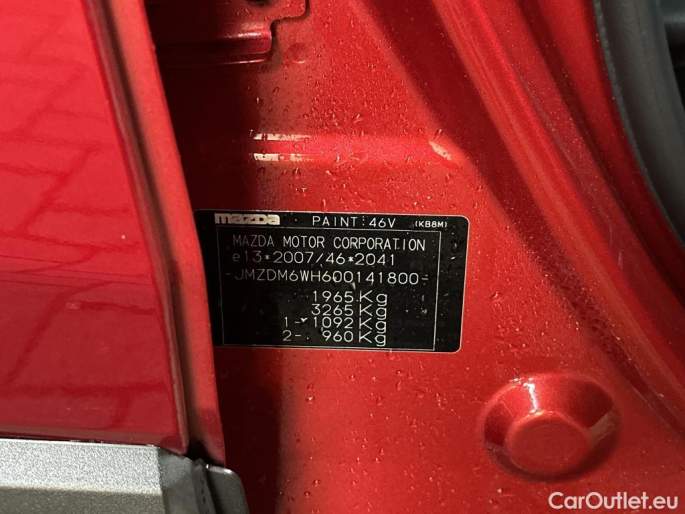 mazda PAINT:46V (KB8M)
MAZDA MOTOR CORPORATION
e13*2007/46*2041
-JMZDM6WH600141800-
1965 Kg
3265 Kg
1- 1092 Kg
2- 960 Kg
CarOutlet.eu